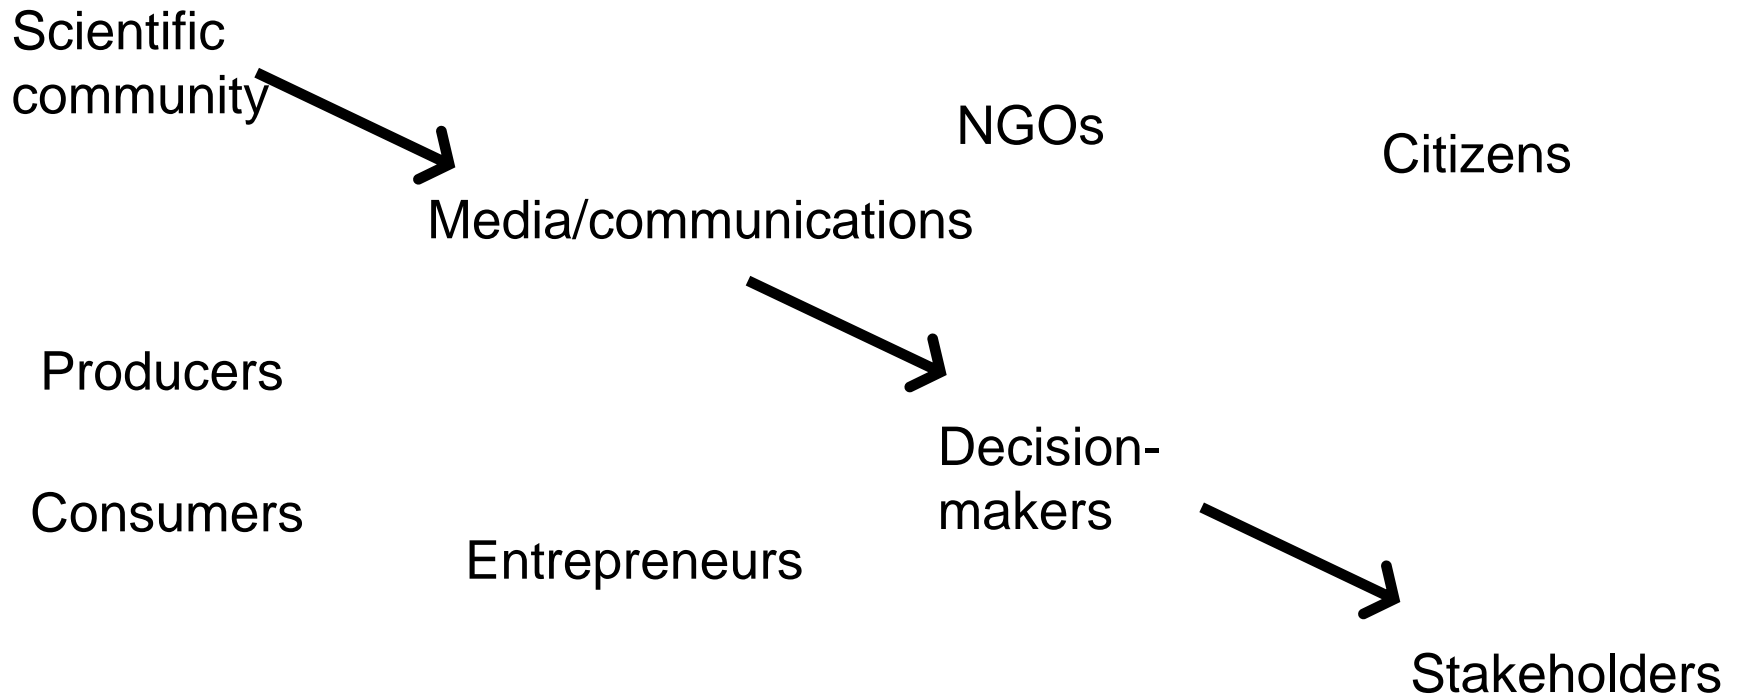 Scientific
community
NGOs
Citizens
Media/communications
Producers
Decision-
makers
Consumers
Entrepreneurs
Stakeholders